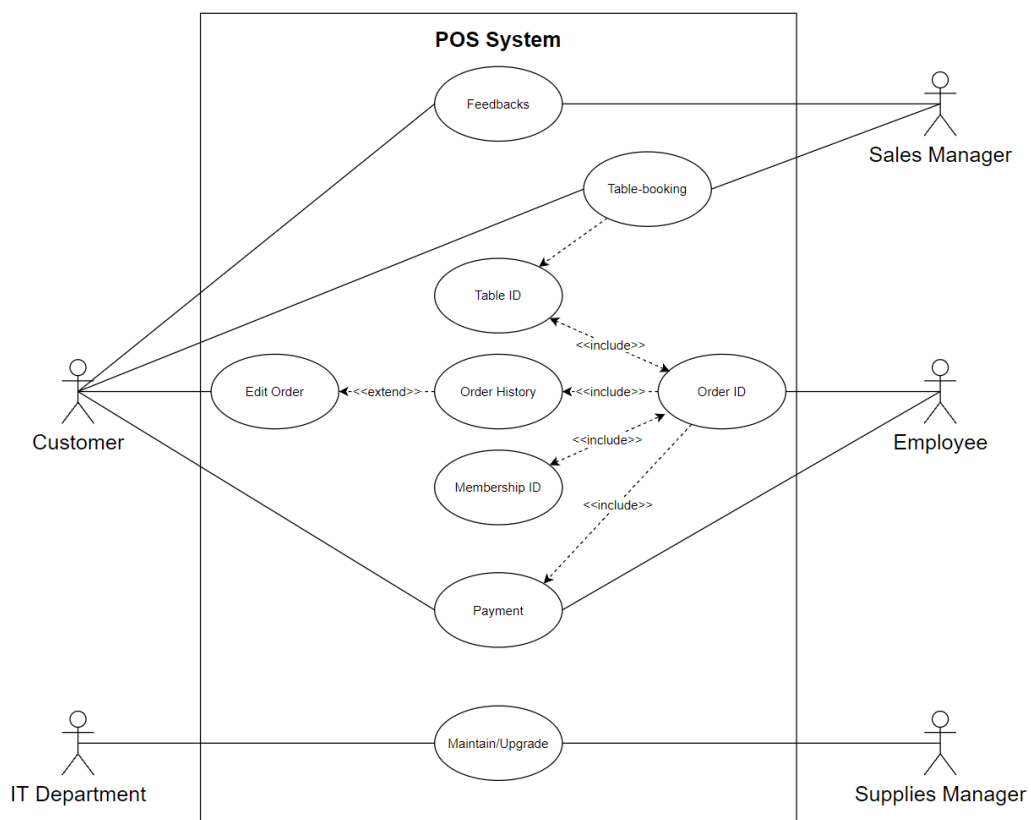 POS System
Feedbacks
Sales Manager
Table-booking
Table ID
<<include>>
Edit Order
<<extend>>
Order History
<<include>>
Order ID
Customer
Employee
<<include>>
Membership ID
<<include>>
Payment
Maintain/Upgrade
IT Department
Supplies Manager